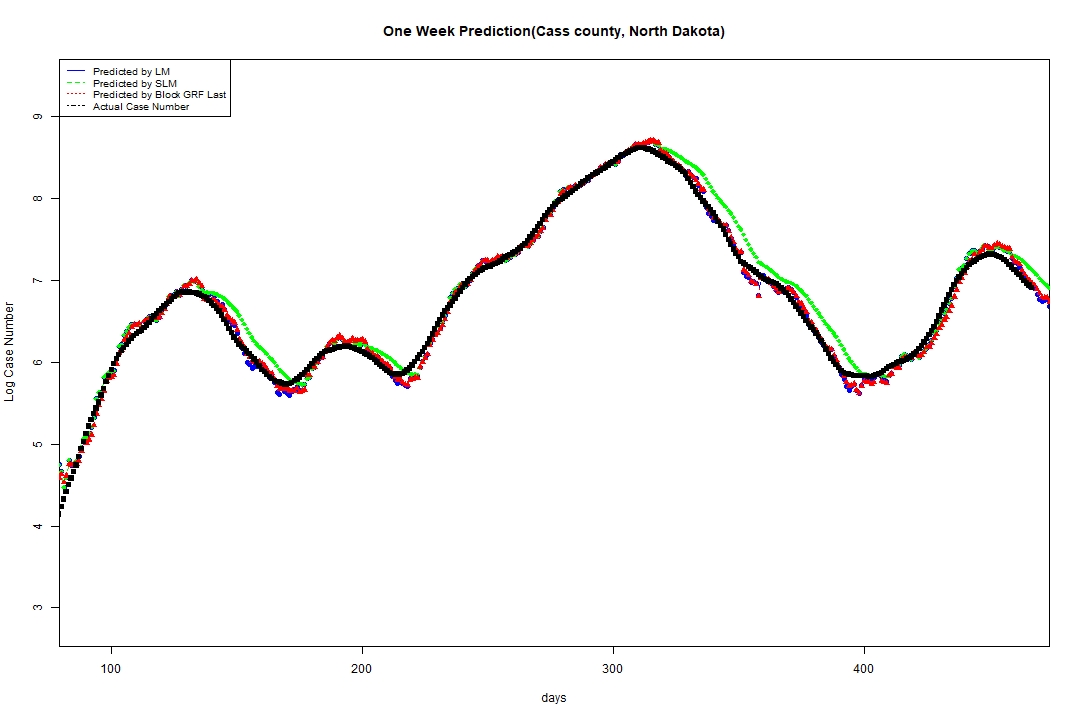 One Week Prediction(Cass county, North Dakota)
Predicted by LM
Predicted by SLM
Predicted by Block GRF Last
Actual Case Number
9
8
7
6
5
4
3
Log Case Number
100 200 300 400
days